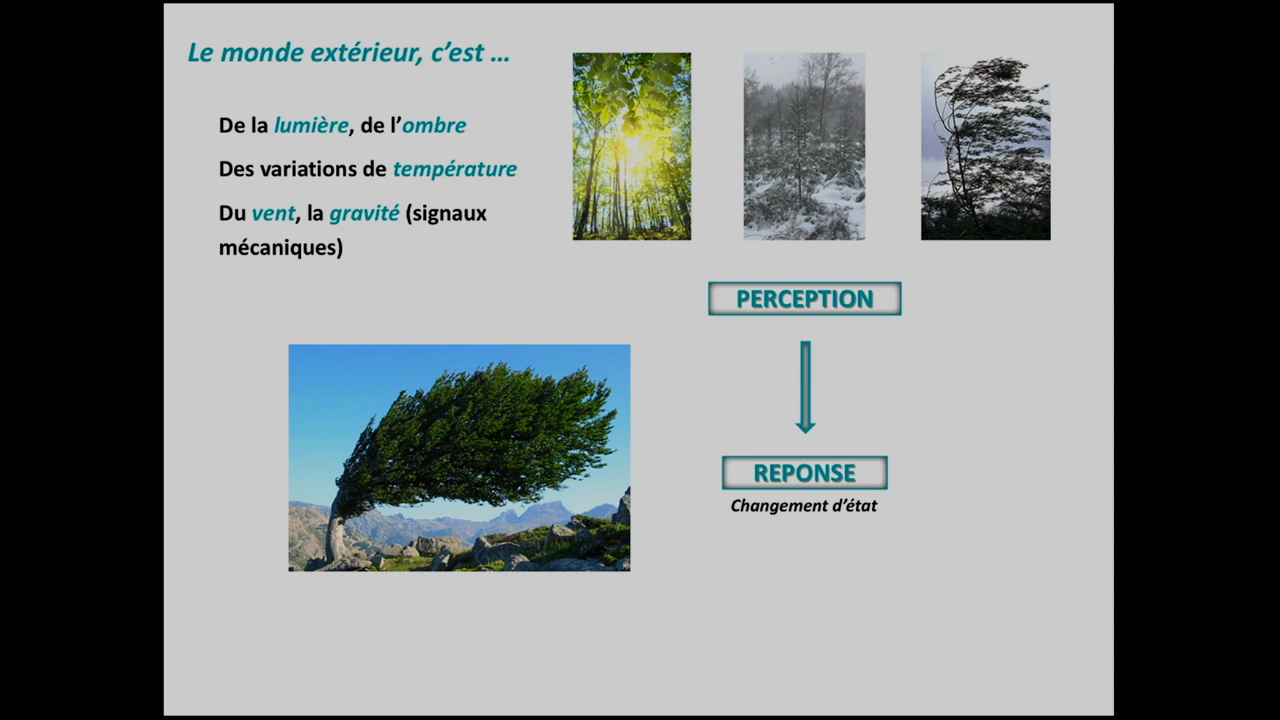 Le monde extérieur, c’est …
De la lumière, de l’ombre
Des variations de température
Du vent, la gravité (signaux
mécaniques)
PERCEPTION
REPONSE
Changement d’état